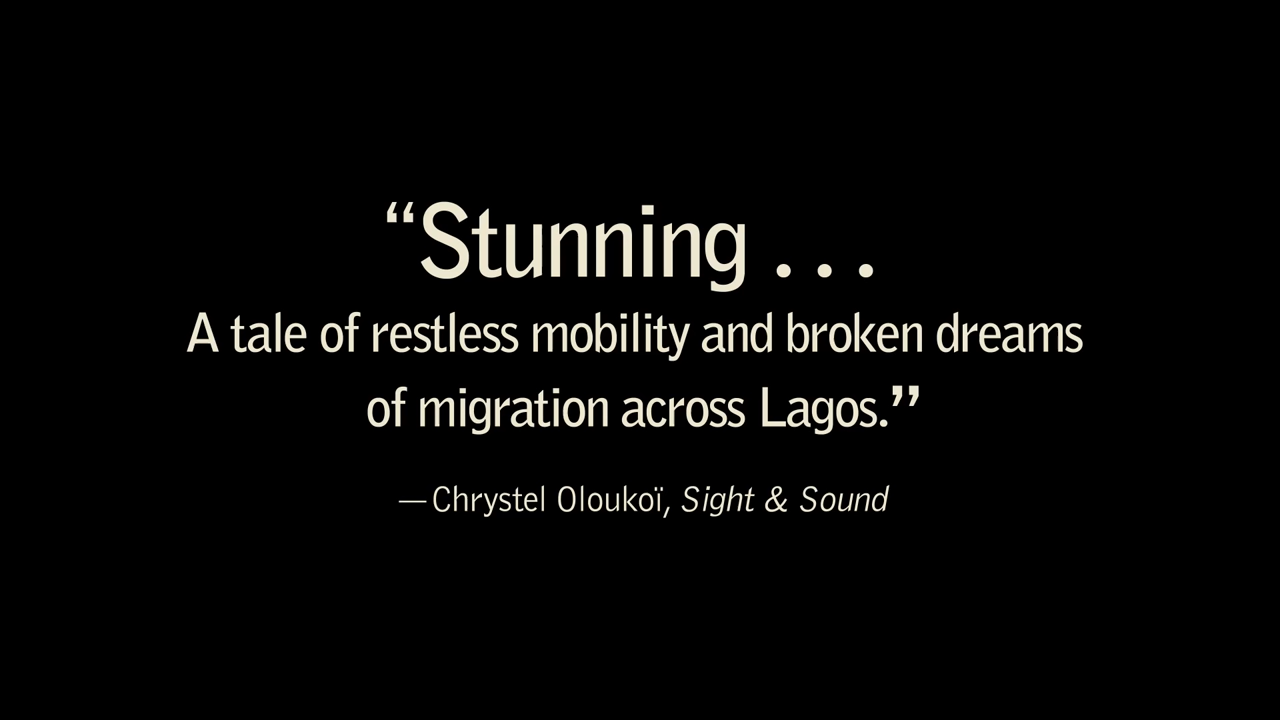 “Stunning . . .
A tale of restless mobility and broken dreams
of migration across Lagos.”
—Chrystel Oloukoï, Sight & Sound